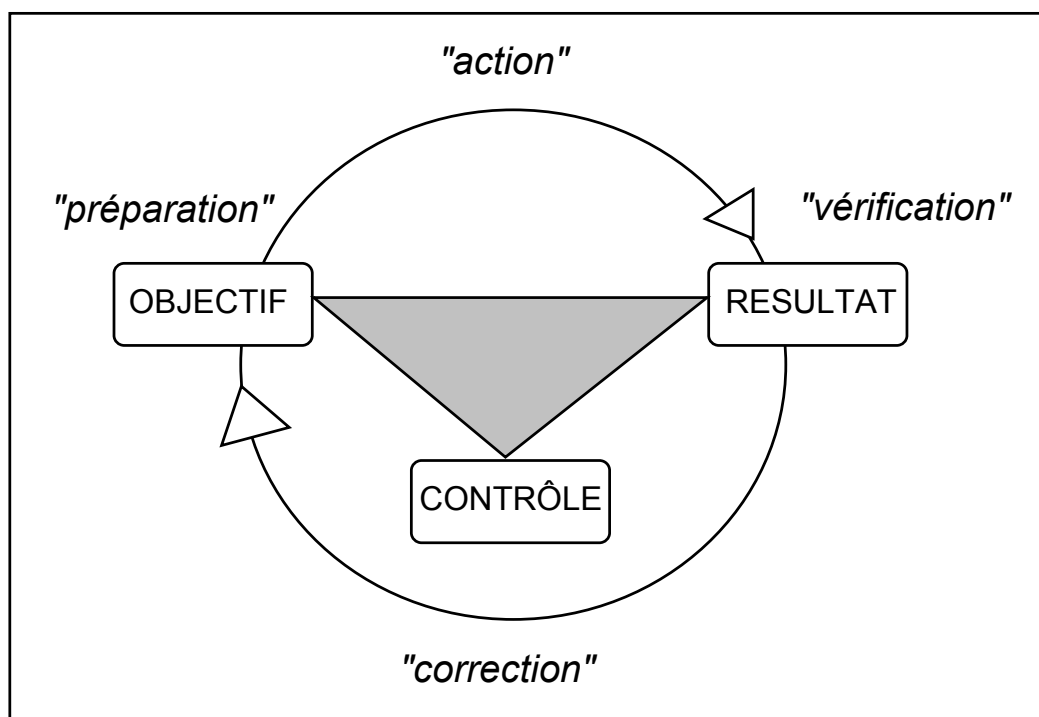 "action"
"préparation"
"vérification"
OBJECTIF
RESULTAT
CONTRÔLE
"correction"